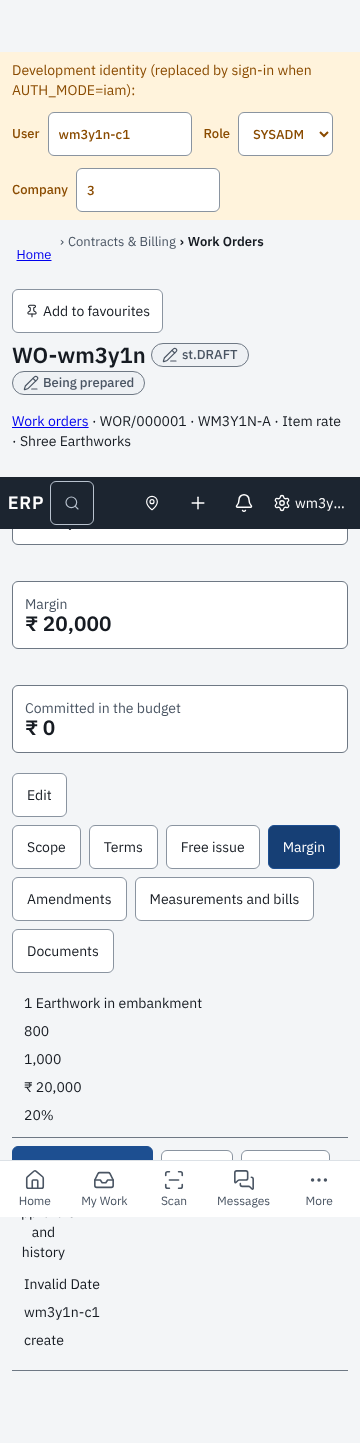 Development identity (replaced by sign-in when
AUTH_MODE=iam):
User wm3y1n-c1 Role SYSADM
Company 3
Home › Contracts & Billing › Work Orders
Add to favourites
WO-wm3y1n st.DRAFT
Being prepared
Work orders · WOR/000001 · WM3Y1N-A · Item rate
· Shree Earthworks
ERP wm3y...
Margin
₹ 20,000
Committed in the budget
₹ 0
Edit
Scope Terms Free issue Margin
Amendments Measurements and bills
Documents
1 Earthwork in embankment
800
1,000
₹ 20,000
20%
Home My Work Scan Messages More
and
history
Invalid Date
wm3y1n-c1
create